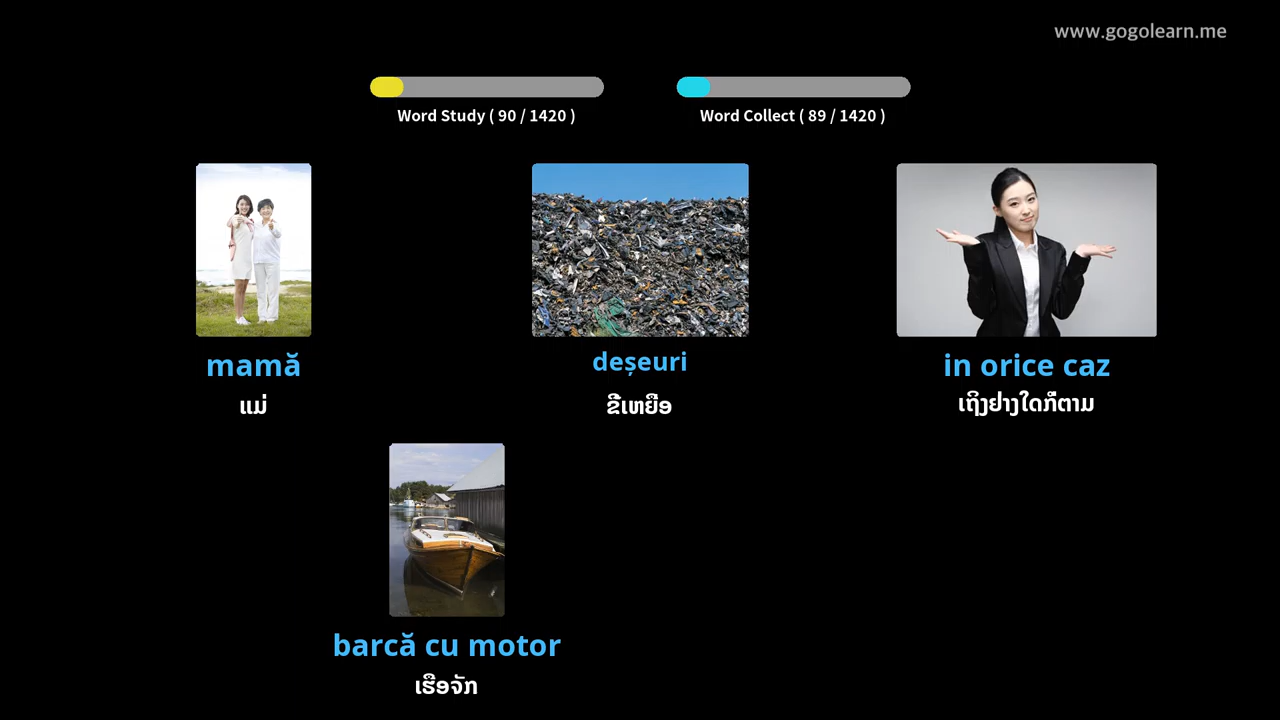 www.gogolearn.me
Word Study ( 90 / 1420 )
Word Collect ( 89 / 1420 )
mamă
ແມ່
deșeuri
ຂີ້ເຫຍື້ອ
in orice caz
ເຖິງຢ່າງໃດກໍ່ຕາມ
barcă cu motor
ເຮືອຈັກ